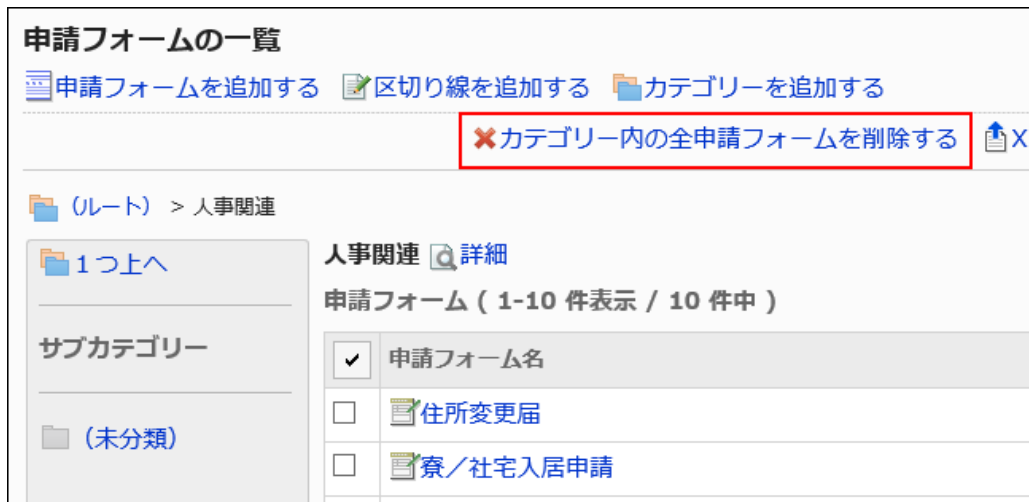 申請フォームの一覧
申請フォームを追加する 区切り線を追加する カテゴリーを追加する
カテゴリー内の全申請フォームを削除する X
(ルート) > 人事関連
1つ上へ
サブカテゴリー
(未分類)
人事関連 詳細
申請フォーム ( 1-10 件表示 / 10 件中 )
申請フォーム名
住所変更届
寮/社宅入居申請